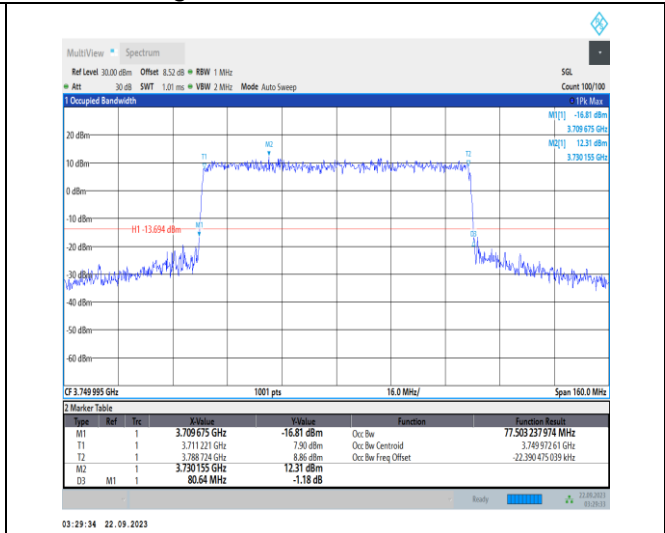 MultiView Spectrum
Ref Level 30.00 dBm Offset 8.52 dB RBW 1 MHz SGL
Att 30 dB SWT 1.01 ms VBW 2 MHz Mode Auto Sweep Count 100/100
1 Occupied Bandwidth 1Pk Max
M1[1] -16.81 dBm
3.709 675 GHz
M2[1] 12.31 dBm
3.730 155 GHz
20 dBm
M2
T1 T2
10 dBm
0 dBm
-10 dBm
H1 -13.694 dBm M1
D3
-20 dBm
-30 dBm
-40 dBm
-50 dBm
-60 dBm
CF 3.749 995 GHz 1001 pts 16.0 MHz/ Span 160.0 MHz
2 Marker Table
Type Ref Trc X-Value Y-Value Function Function Result
M1 1 3.709 675 GHz -16.81 dBm Occ Bw 77.503 237 974 MHz
T1 1 3.711 221 GHz 7.90 dBm Occ Bw Centroid 3.749 972 61 GHz
T2 1 3.788 724 GHz 8.86 dBm Occ Bw Freq Offset -22.390 475 039 kHz
M2 1 3.730 155 GHz 12.31 dBm
D3 M1 1 80.64 MHz -1.18 dB
Ready 22.09.2023
03:29:33
03:29:34 22.09.2023